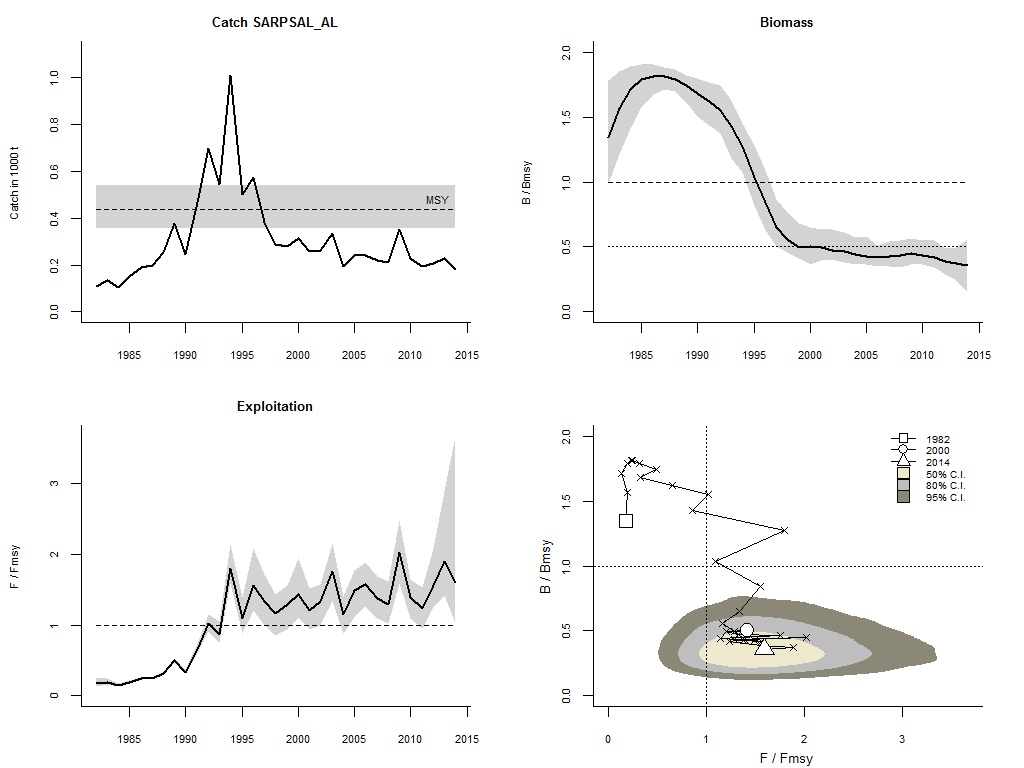 Catch SARPSAL_AL
Catch in 1000 t
0.0 0.2 0.4 0.6 0.8 1.0
MSY
1985 1990 1995 2000 2005 2010 2015
Biomass
B / Bmsy
0.0 0.5 1.0 1.5 2.0
1985 1990 1995 2000 2005 2010 2015
Exploitation
F / Fmsy
0 1 2 3
1985 1990 1995 2000 2005 2010 2015
B / Bmsy
0.0 0.5 1.0 1.5 2.0
1982
2000
2014
50% C.I.
80% C.I.
95% C.I.
0 1 2 3
F / Fmsy